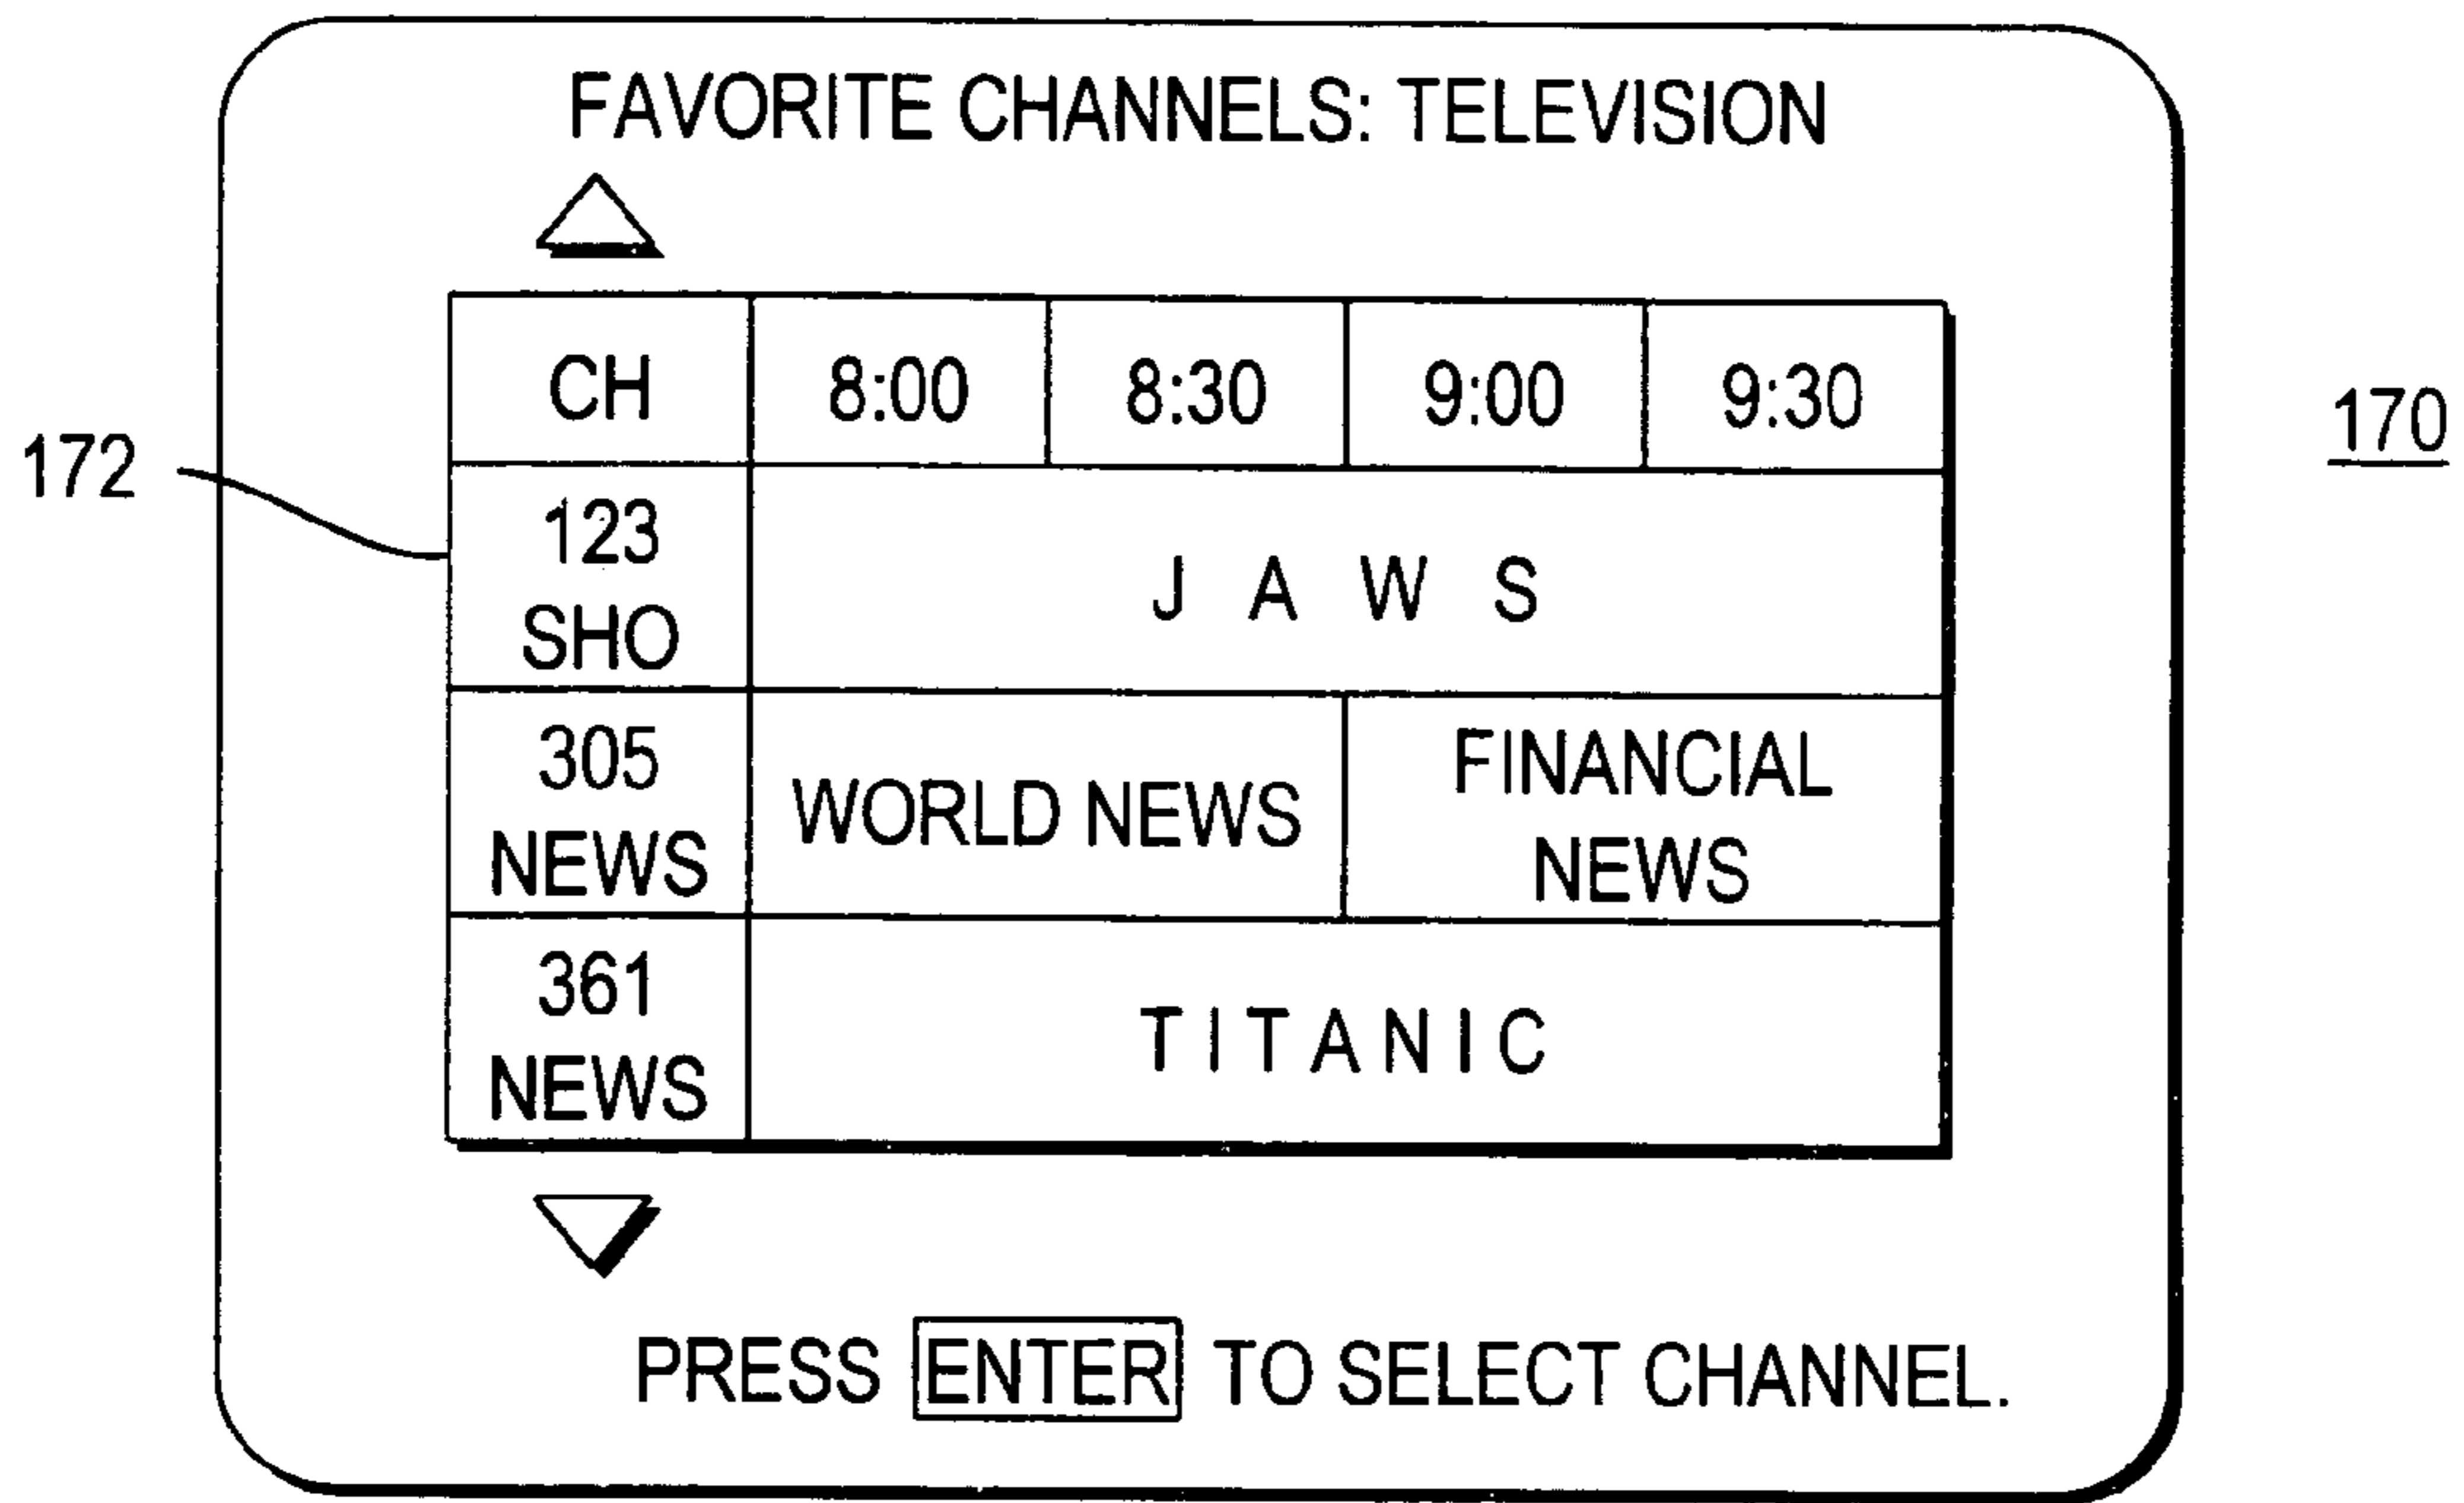 FAVORITE CHANNELS: TELEVISION
CH 8:00 8:30 9:00 9:30
170
172
123
SHO
J A W S
305
NEWS
WORLD NEWS
FINANCIAL
NEWS
361
NEWS
T I T A N I C
PRESS ENTER TO SELECT CHANNEL.